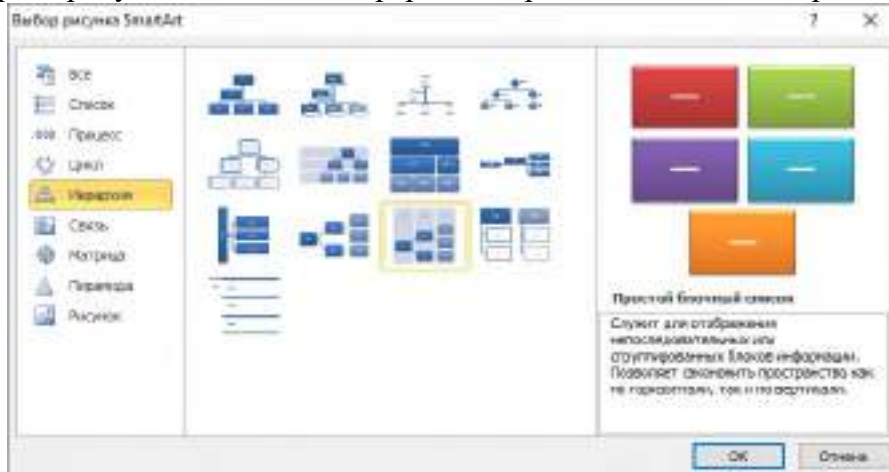 Выбор рисунка SmartArt
?
все
Список
Процесс
Цикл
Иерархия
Связь
Матрица
Пирамида
Рисунок
Простой блочный список
Служит для отображения
непоследовательных или
сгруппированных блоков информации.
Позволяет сэкономить пространство как
по горизонтали, так и по вертикали.
OK
Отмена